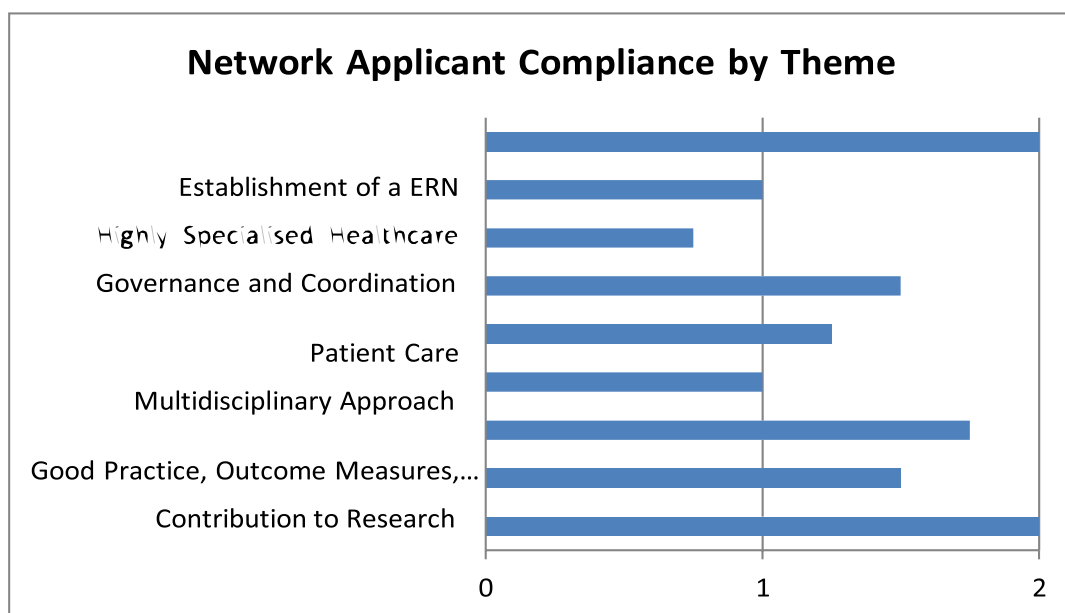 Network Applicant Compliance by Theme
Establishment of a ERN
Highly Specialised Healthcare
Governance and Coordination
Patient Care
Multidisciplinary Approach
Good Practice, Outcome Measures,...
Contribution to Research
0 1 2